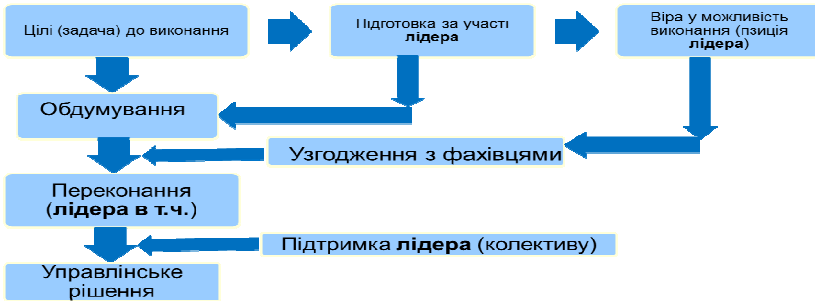 Цілі (задача) до виконання
Підготовка за участі
лідера
Віра у можливість
виконання (пзиція
лідера)
Обдумування
Узгодження з фахівцями
Переконання
(лідера в т.ч.)
Підтримка лідера (колективу)
Управлінське
рішення